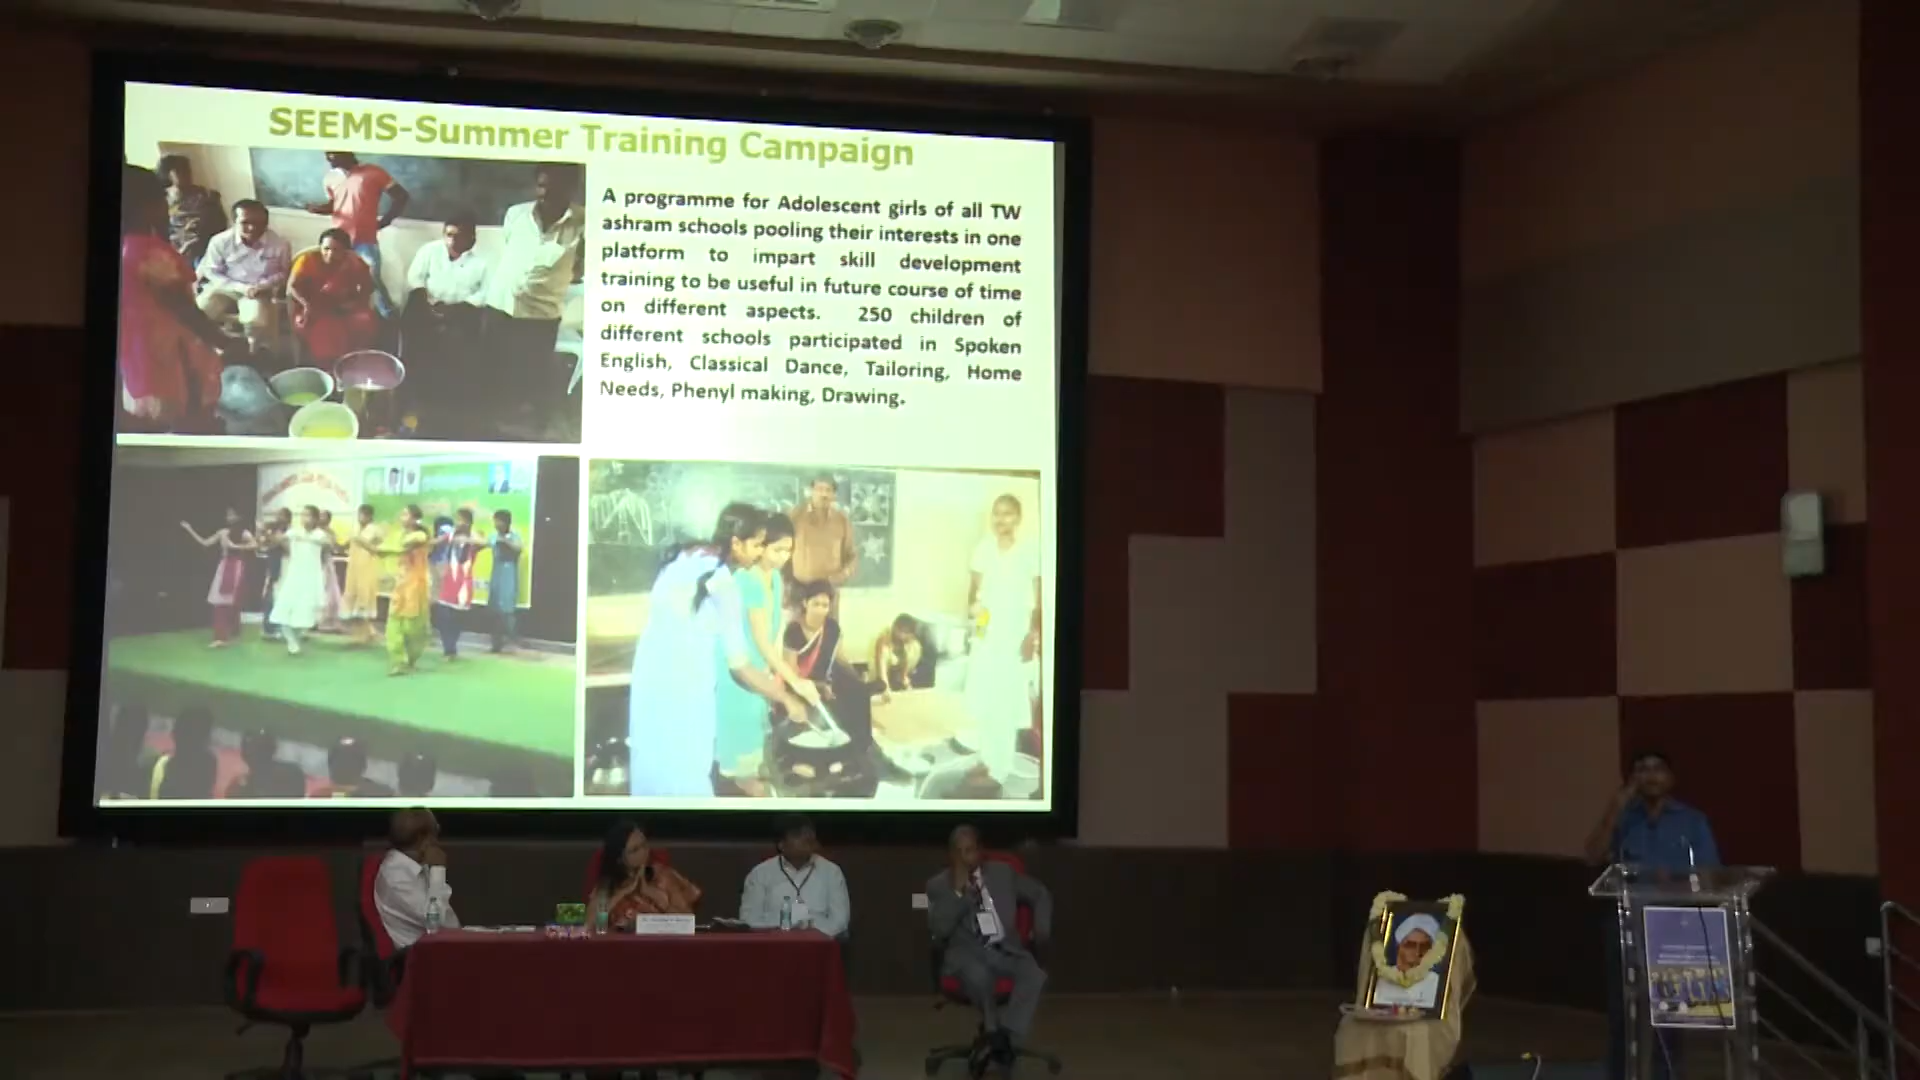 SEEMS-Summer Training Campaign
A programme for Adolescent girls of all TW
ashram schools pooling their interests in one
platform to impart skill development
training to be useful in future course of time
on different aspects. 250 children of
different schools participated in Spoken
English, Classical Dance, Tailoring, Home
Needs, Phenyl making, Drawing.